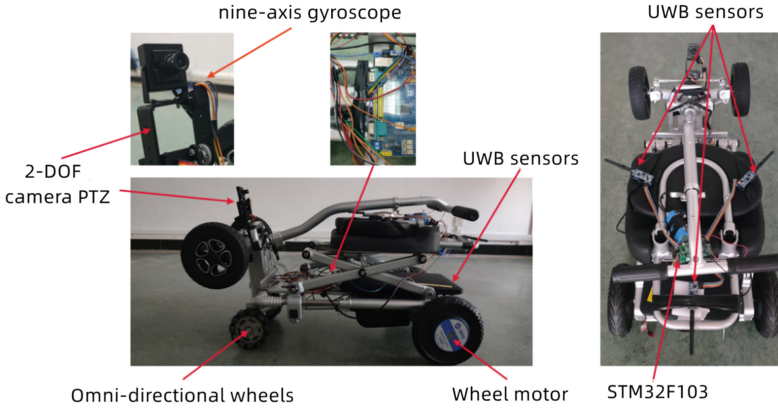 nine-axis gyroscope
UWB sensors
UWB sensors
2-DOF
camera PTZ
Omni-directional wheels
Wheel motor
STM32F103